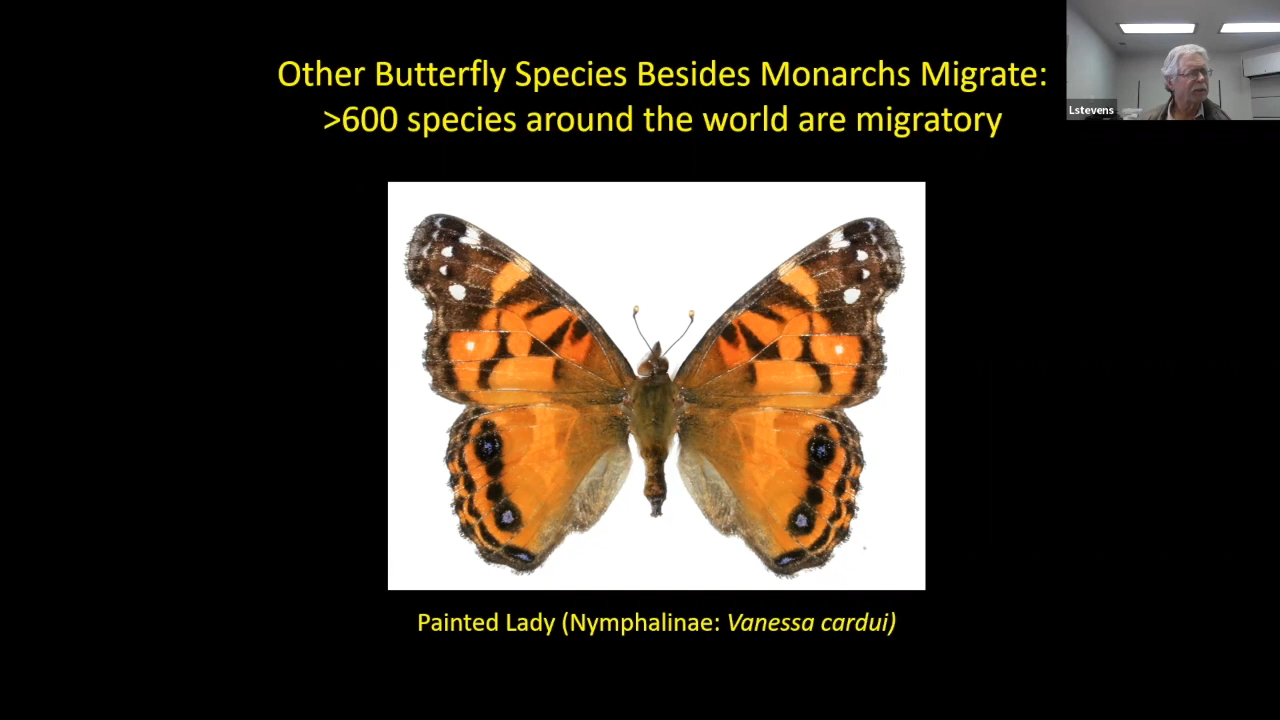 Other Butterfly Species Besides Monarchs Migrate:
>600 species around the world are migratory
Lstevens
Painted Lady (Nymphalinae: Vanessa cardui)